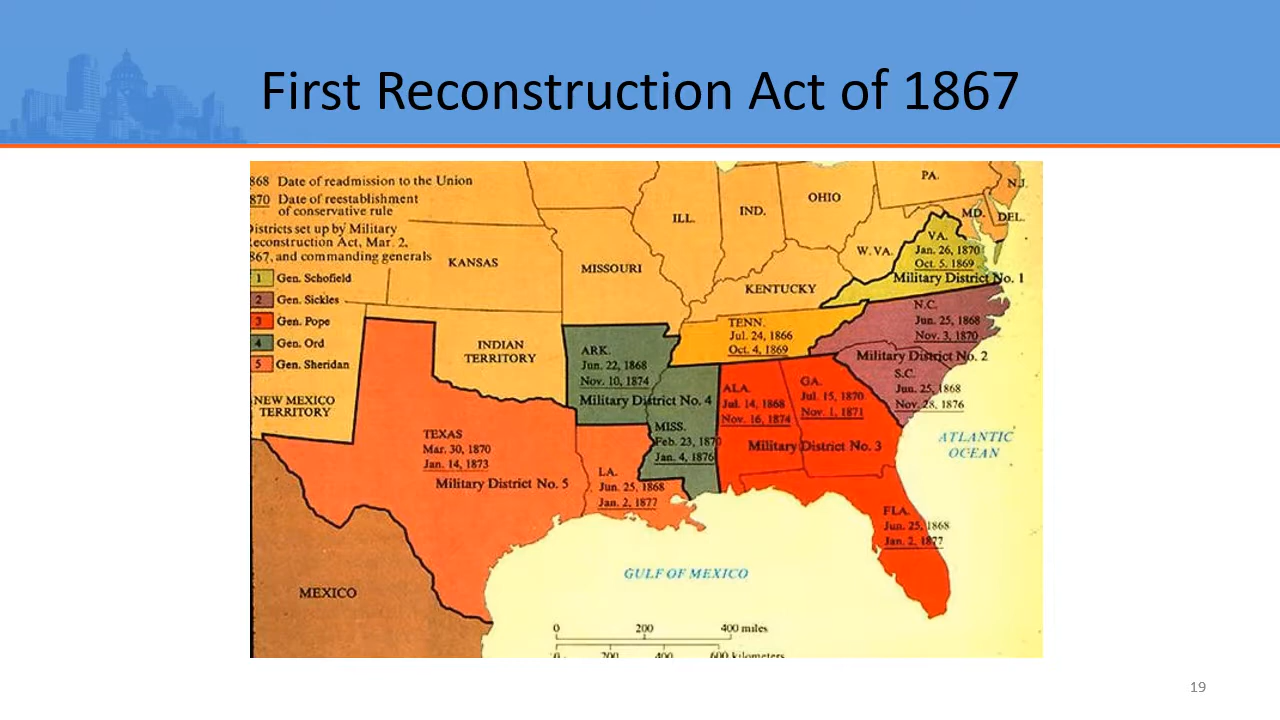 First Reconstruction Act of 1867
868 Date of readmission to the Union
870 Date of reestablishment
of conservative rule
istricts set up by Military
econstruction Act, Mar. 2,
867, and commanding generals
1 Gen. Schofield
2 Gen. Sickles
3 Gen. Pope
4 Gen. Ord
5 Gen. Sheridan
PA.
N.J.
OHIO
ILL.
IND.
MD.
DEL.
W. VA.
VA.
Jan. 26, 1870
Oct. 5, 1869
Military District No. 1
KANSAS
MISSOURI
KENTUCKY
N.C.
Jun. 25, 1868
Nov. 3, 1870
Military District No. 2
S.C.
Jun. 25, 1868
Nov. 28, 1876
TENN.
Jul. 24, 1866
Oct. 4, 1869
INDIAN
TERRITORY
ARK.
Jun. 22, 1868
Nov. 10, 1874
Military District No. 4
MISS.
Feb. 23, 1870
Jan. 4, 1876
ALA.
Jul. 14, 1868
Nov. 16, 1874
GA.
Jul. 15, 1870
Nov. 1, 1871
Military District No. 3
NEW MEXICO
TERRITORY
TEXAS
Mar. 30, 1870
Jan. 14, 1873
Military District No. 5
LA.
Jun. 25, 1868
Jan. 2, 1877
FLA.
Jun. 25, 1868
Jan. 2, 1877
ATLANTIC
OCEAN
GULF OF MEXICO
MEXICO
0 200 400 miles
0 200 400 600 kilometers
19